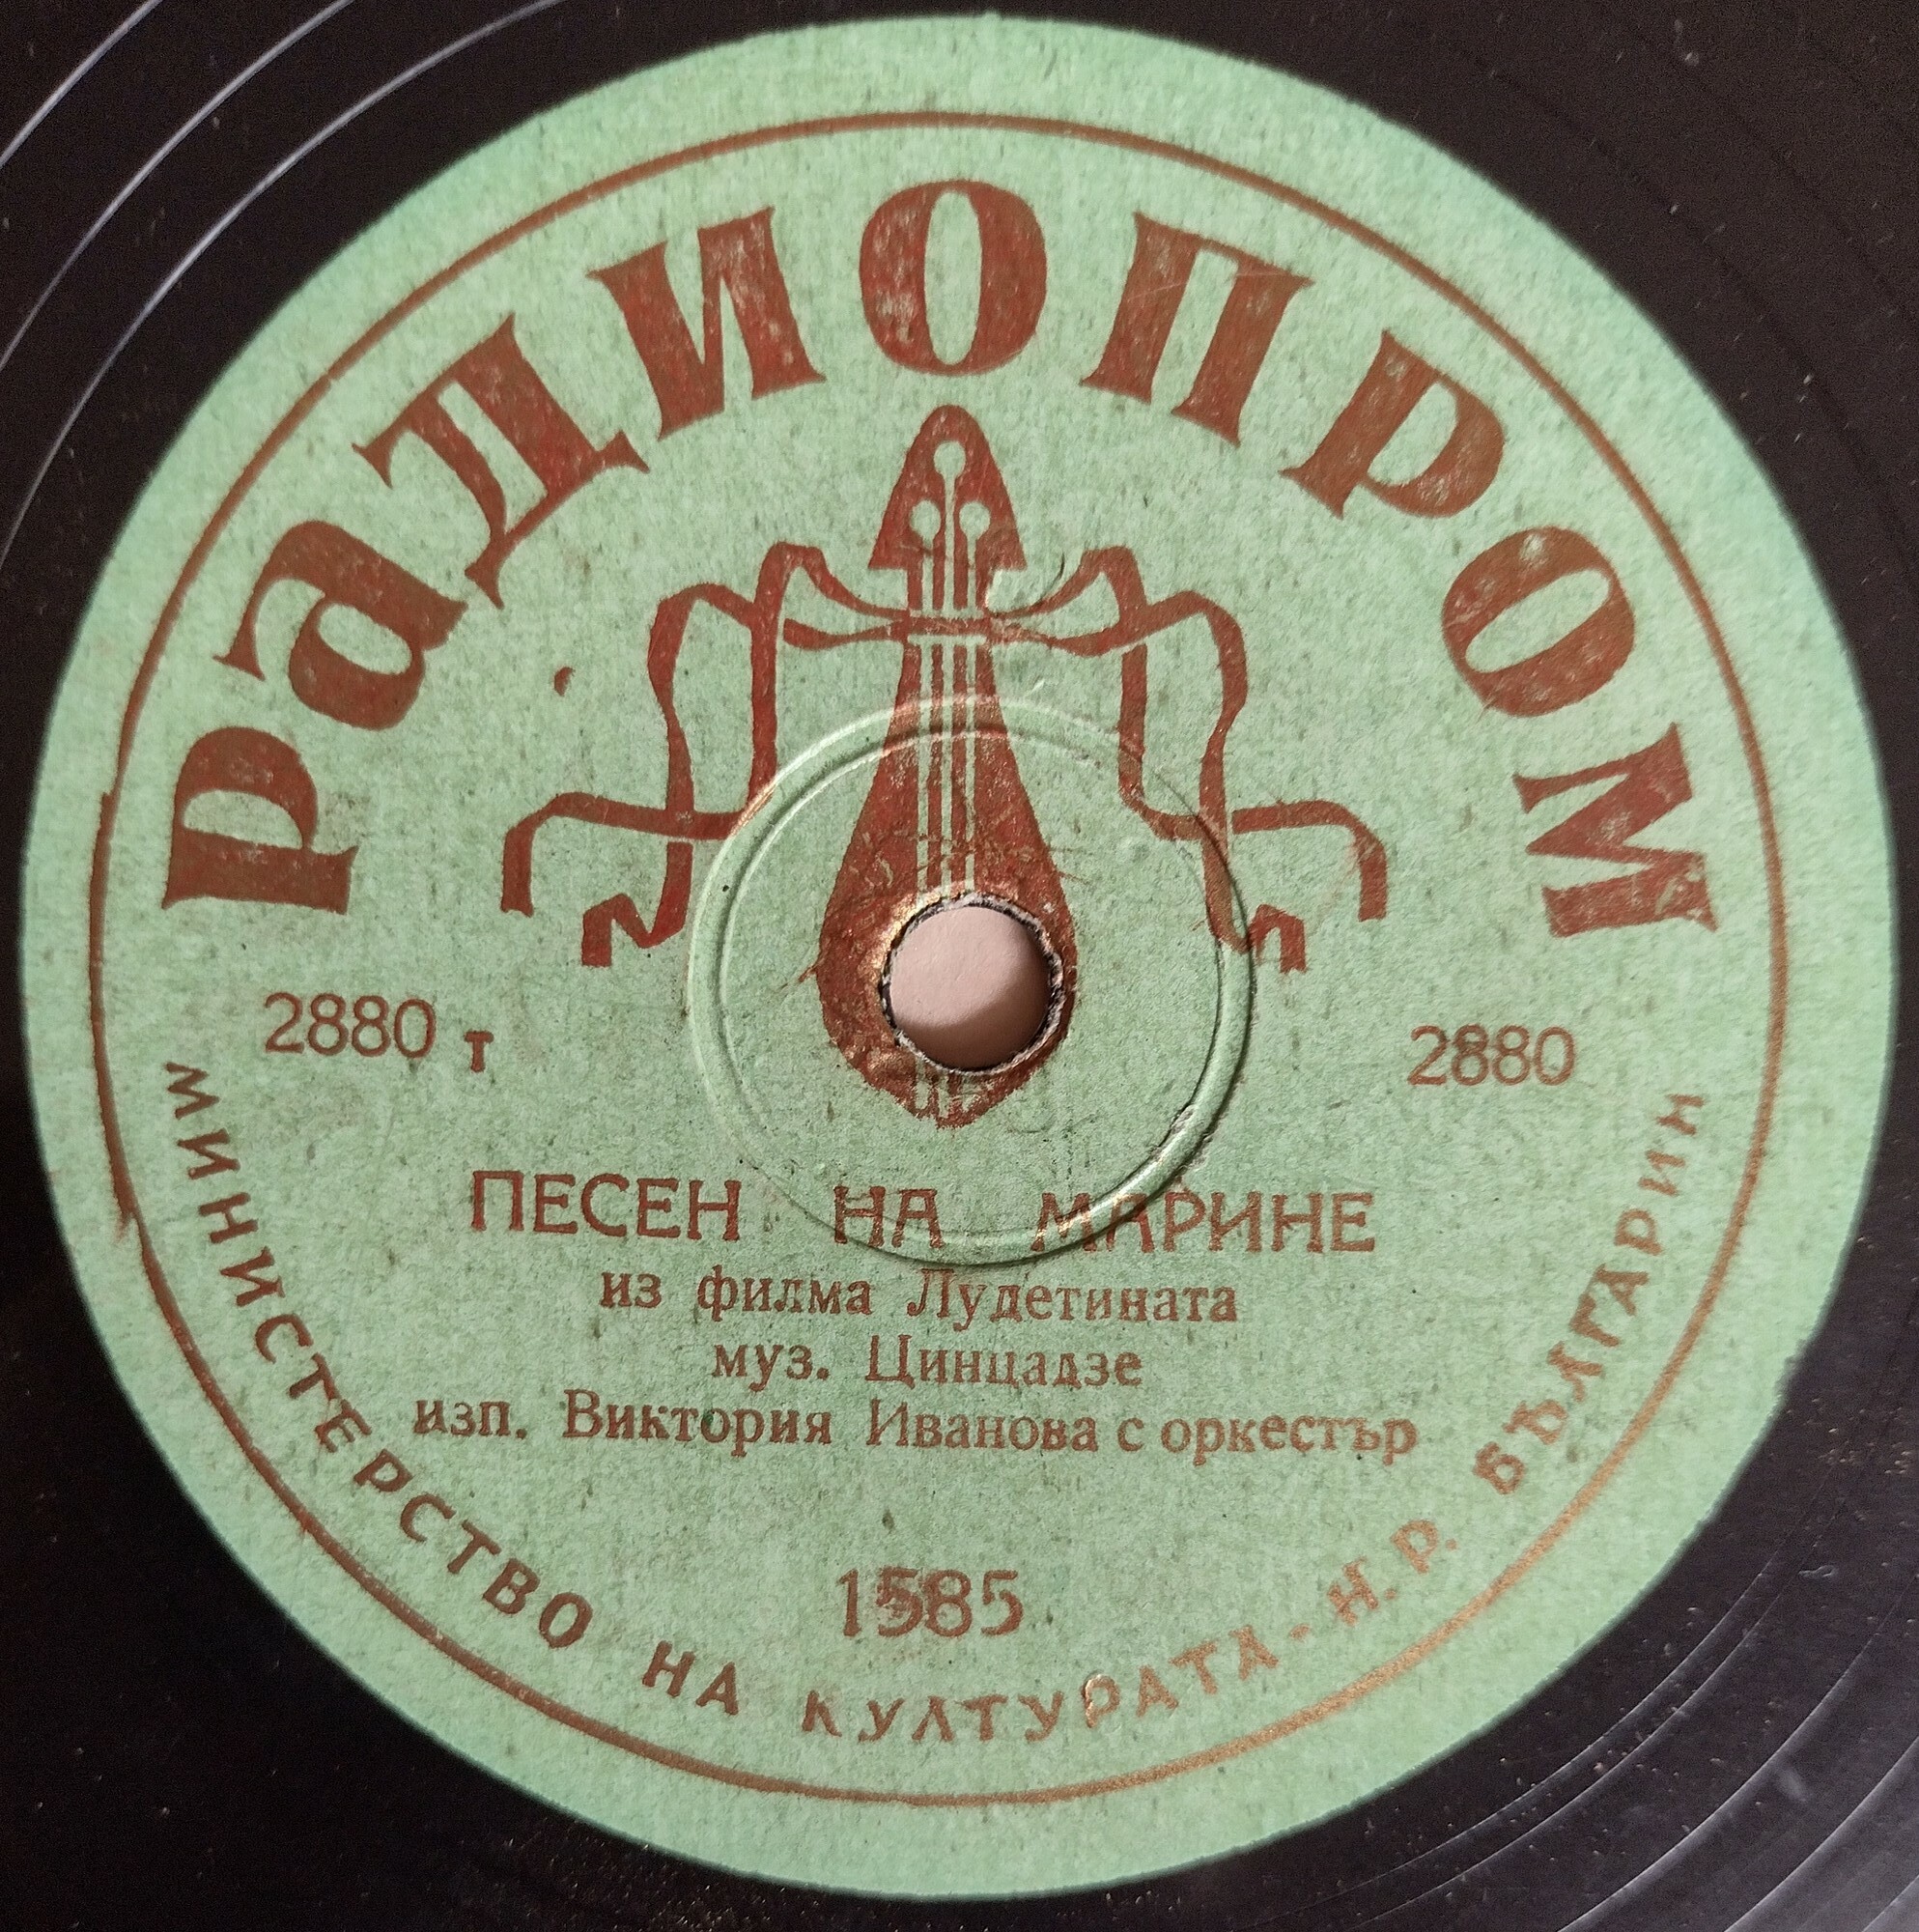 РАДИОПРОМ
2880 т
2880
ПЕСЕН НА МАРИНЕ
из филма Лудетината
муз. Цинцадзе
изп. Виктория Иванова с оркестър
1585
МИНИСТЕРСТВО НА КУЛТУРАТА - Н. Р. БЪЛГАРИЯ